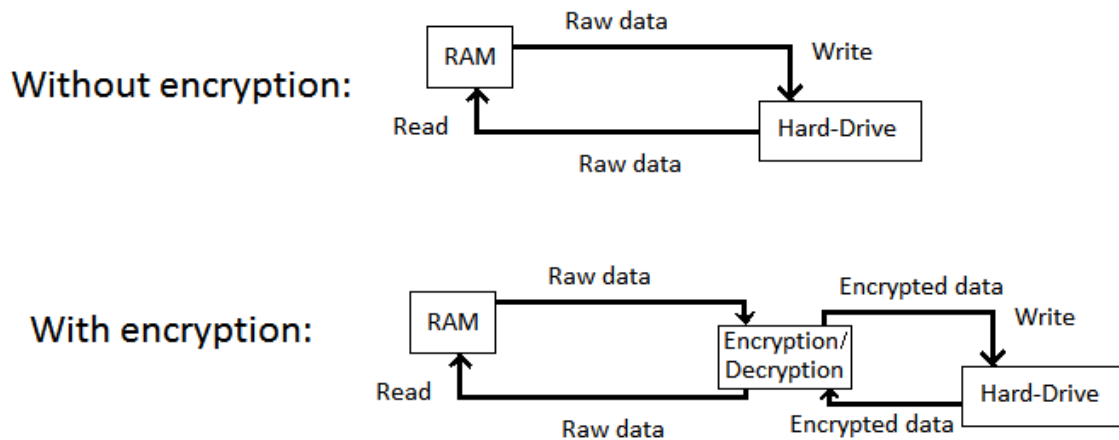 Without encryption:
Raw data
RAM
Write
Read
Hard-Drive
Raw data
With encryption:
Raw data
Encrypted data
RAM
Write
Encryption/
Decryption
Read
Hard-Drive
Raw data
Encrypted data